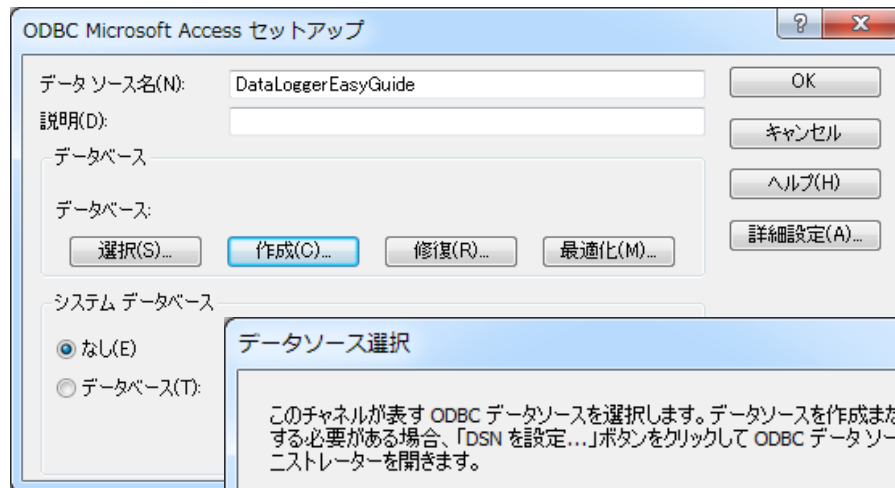 ODBC Microsoft Access セットアップ
データ ソース名(N): DataLoggerEasyGuide
OK
説明(D):
キャンセル
データベース
ヘルプ(H)
データベース:
詳細設定(A)...
選択(S)... 作成(C)... 修復(R)... 最適化(M)...
システム データベース
なし(E)
データベース(T):
データソース選択
このチャネルが表す ODBC データソースを選択します。データソースを作成また
する必要がある場合、「DSN を設定...」ボタンをクリックして ODBC データ ソー
ニストレーターを開きます。